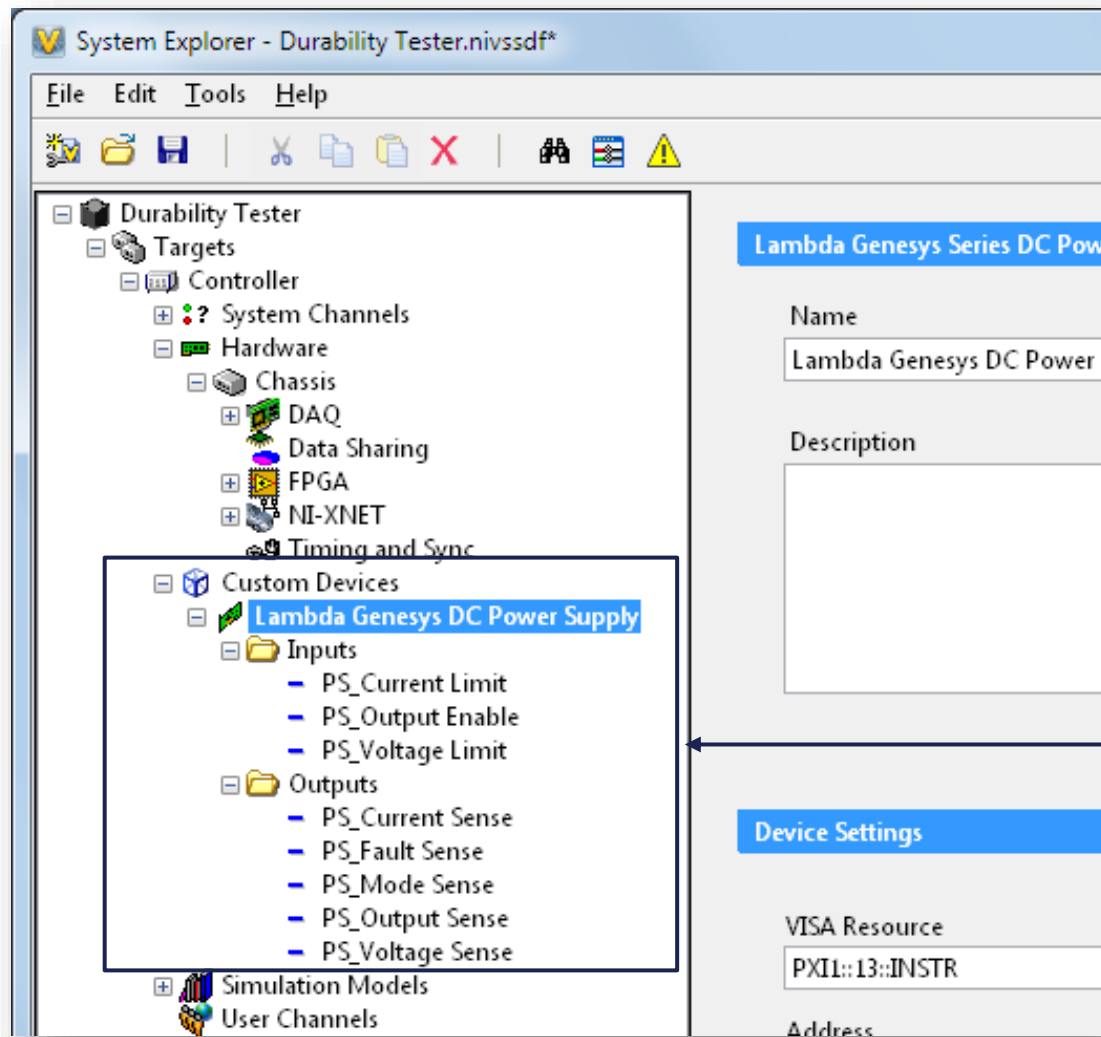 System Explorer - Durability Tester.nivssdf*
File Edit Tools Help
Durability Tester
Targets
Controller
System Channels
Hardware
Chassis
DAQ
Data Sharing
FPGA
NI-XNET
Timing and Sync
Custom Devices
Lambda Genesys DC Power Supply
Inputs
PS_Current Limit
PS_Output Enable
PS_Voltage Limit
Outputs
PS_Current Sense
PS_Fault Sense
PS_Mode Sense
PS_Output Sense
PS_Voltage Sense
Simulation Models
User Channels
Lambda Genesys Series DC Pow
Name
Lambda Genesys DC Power
Description
Device Settings
VISA Resource
PXI1::13::INSTR
Address